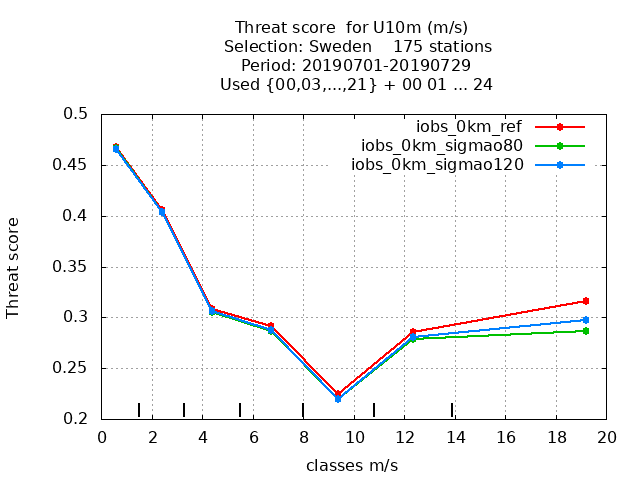 Threat score  for U10m (m/s)
Selection: Sweden    175 stations
Period: 20190701-20190729
Used {00,03,...,21} + 00 01 ... 24
iobs_0km_ref
iobs_0km_sigmao80
iobs_0km_sigmao120
Threat score
0.5
0.45
0.4
0.35
0.3
0.25
0.2
0 2 4 6 8 10 12 14 16 18 20
classes m/s